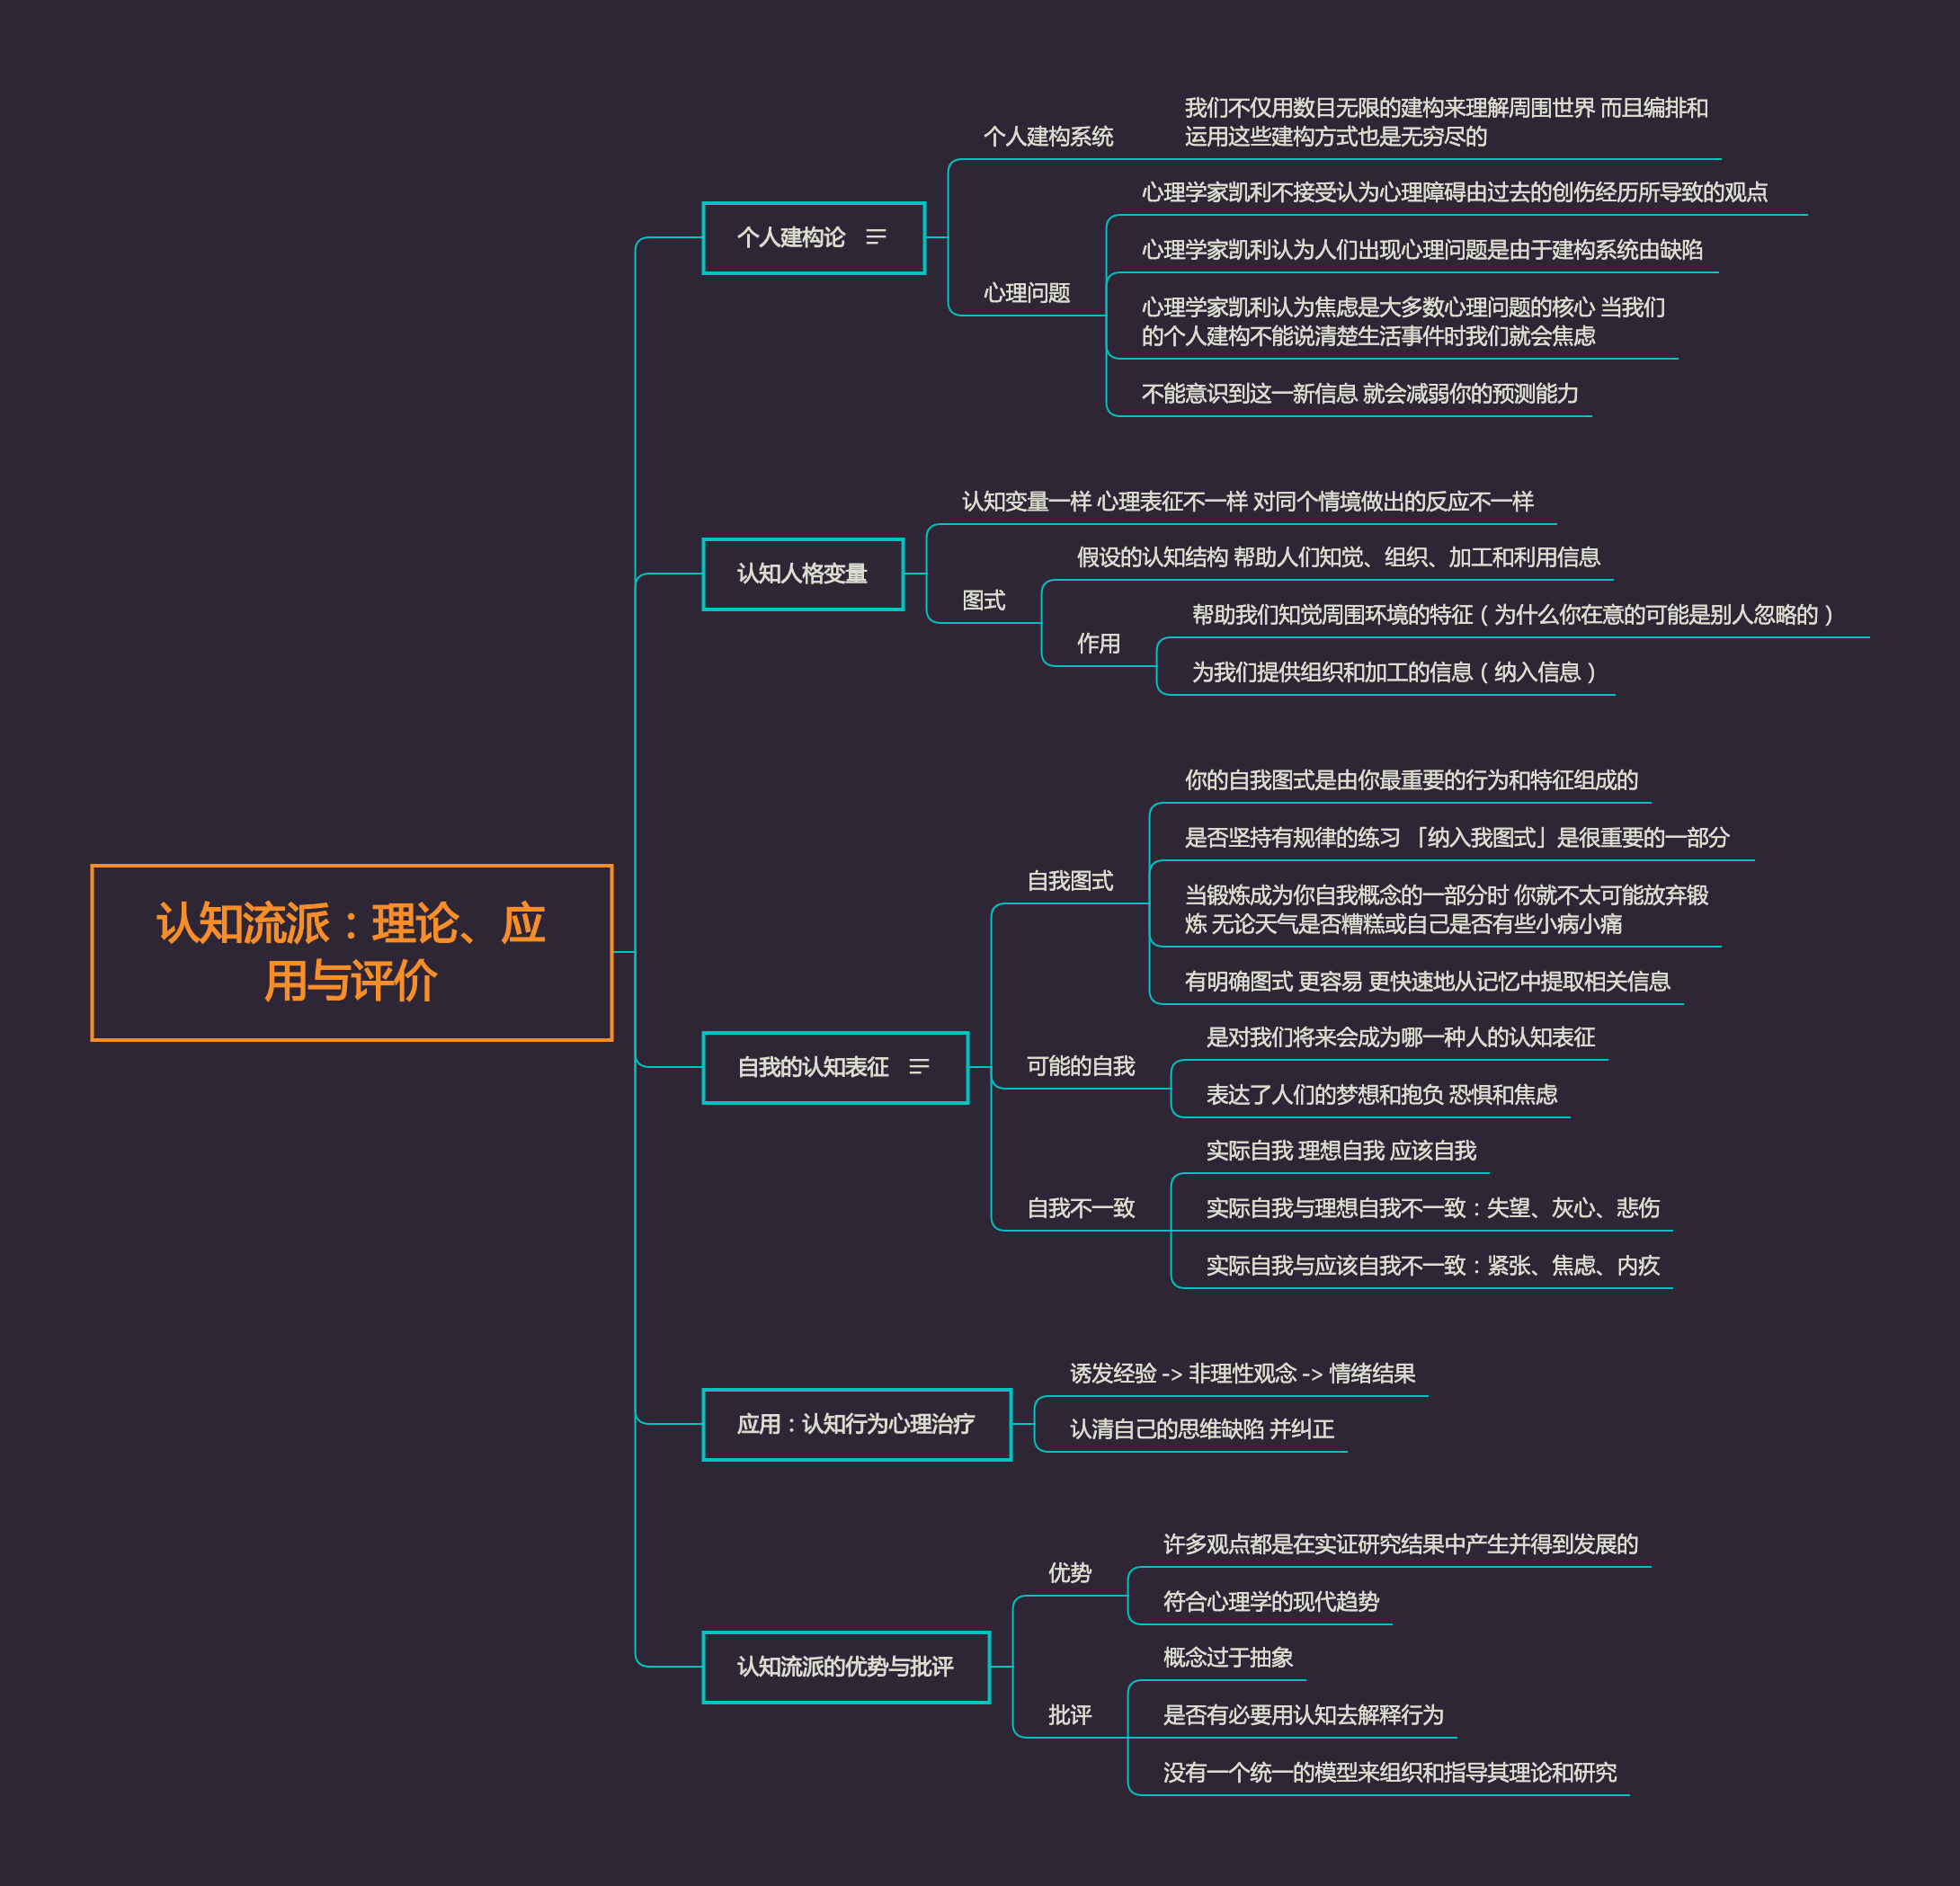 认知流派：理论、应
用与评价
个人建构论
个人建构系统
我们不仅用数目无限的建构来理解周围世界 而且编排和
运用这些建构方式也是无穷尽的
心理问题
心理学家凯利不接受认为心理障碍由过去的创伤经历所导致的观点
心理学家凯利认为人们出现心理问题是由于建构系统由缺陷
心理学家凯利认为焦虑是大多数心理问题的核心 当我们
的个人建构不能说清楚生活事件时我们就会焦虑
不能意识到这一新信息 就会减弱你的预测能力
认知人格变量
认知变量一样 心理表征不一样 对同个情境做出的反应不一样
图式
假设的认知结构 帮助人们知觉、组织、加工和利用信息
作用
帮助我们知觉周围环境的特征（为什么你在意的可能是别人忽略的）
为我们提供组织和加工的信息（纳入信息）
自我的认知表征
自我图式
你的自我图式是由你最重要的行为和特征组成的
是否坚持有规律的练习 「纳入我图式」是很重要的一部分
当锻炼成为你自我概念的一部分时 你就不太可能放弃锻
炼 无论天气是否糟糕或自己是否有些小病小痛
有明确图式 更容易 更快速地从记忆中提取相关信息
可能的自我
是对我们将来会成为哪一种人的认知表征
表达了人们的梦想和抱负 恐惧和焦虑
自我不一致
实际自我 理想自我 应该自我
实际自我与理想自我不一致：失望、灰心、悲伤
实际自我与应该自我不一致：紧张、焦虑、内疚
应用：认知行为心理治疗
诱发经验 -> 非理性观念 -> 情绪结果
认清自己的思维缺陷 并纠正
认知流派的优势与批评
优势
许多观点都是在实证研究结果中产生并得到发展的
符合心理学的现代趋势
批评
概念过于抽象
是否有必要用认知去解释行为
没有一个统一的模型来组织和指导其理论和研究